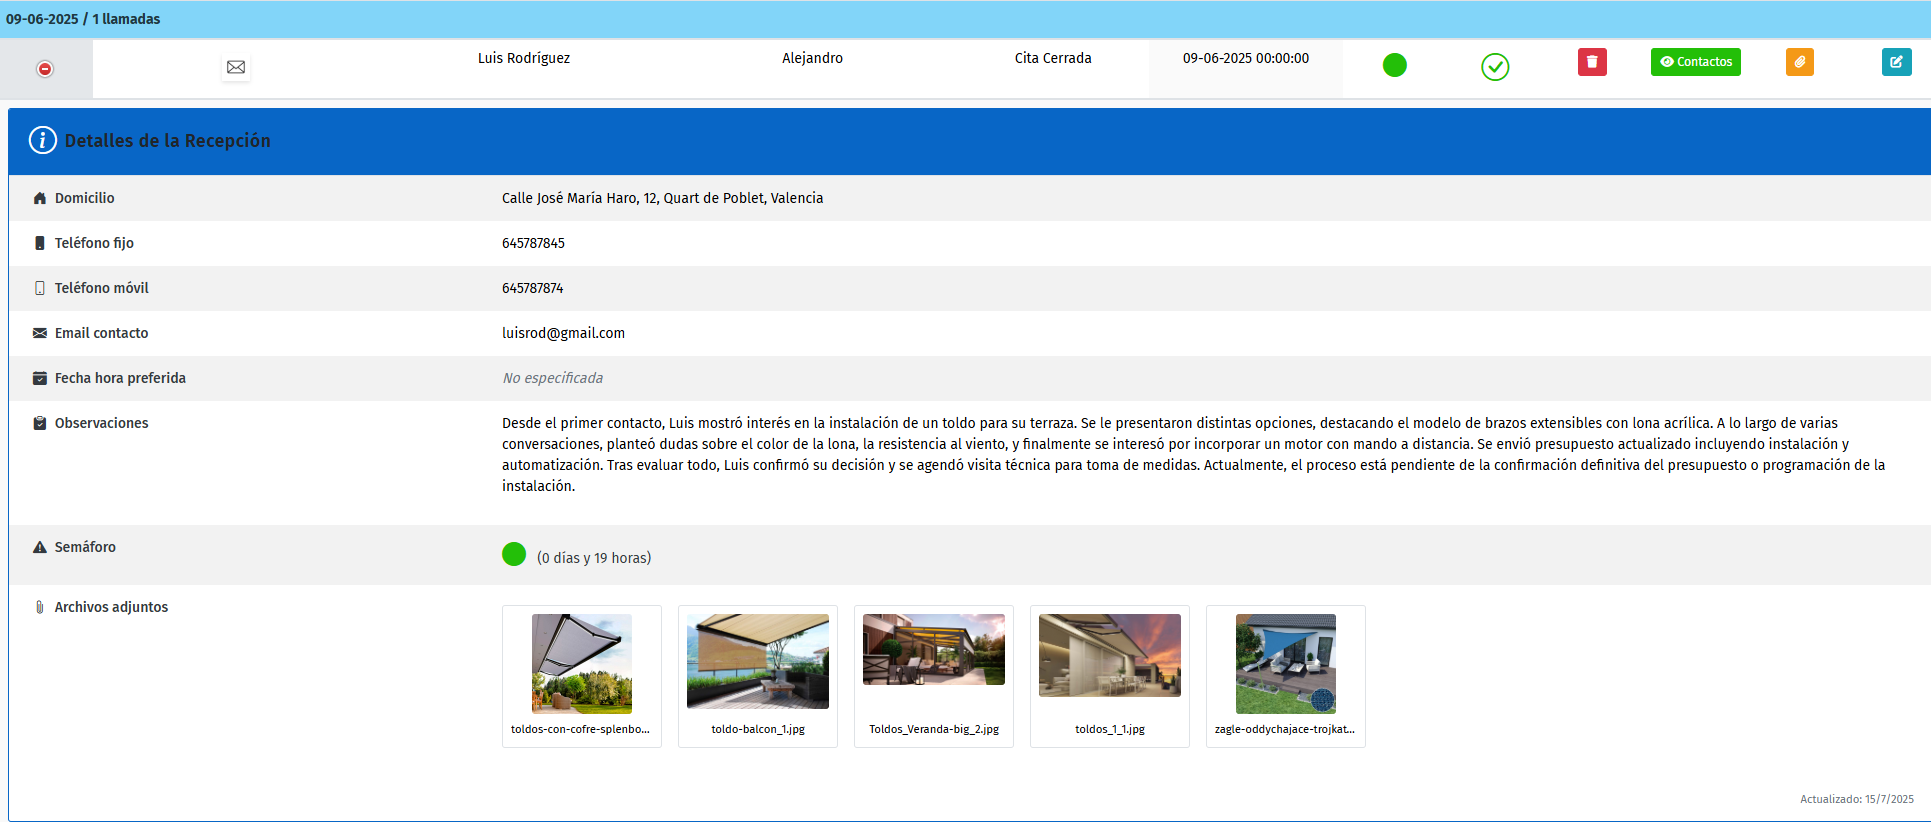 09-06-2025 / 1 llamadas
Luis Rodríguez Alejandro Cita Cerrada 09-06-2025 00:00:00 Contactos
Detalles de la Recepción
Domicilio Calle José María Haro, 12, Quart de Poblet, Valencia
Teléfono fijo 645787845
Teléfono móvil 645787874
Email contacto luisrod@gmail.com
Fecha hora preferida No especificada
Observaciones Desde el primer contacto, Luis mostró interés en la instalación de un toldo para su terraza. Se le presentaron distintas opciones, destacando el modelo de brazos extensibles con lona acrílica. A lo largo de varias
conversaciones, planteó dudas sobre el color de la lona, la resistencia al viento, y finalmente se interesó por incorporar un motor con mando a distancia. Se envió presupuesto actualizado incluyendo instalación y
automatización. Tras evaluar todo, Luis confirmó su decisión y se agendó visita técnica para toma de medidas. Actualmente, el proceso está pendiente de la confirmación definitiva del presupuesto o programación de la
instalación.
Semáforo (0 días y 19 horas)
Archivos adjuntos
toldos-con-cofre-splenbo... toldo-balcon_1.jpg Toldos_Veranda-big_2.jpg toldos_1_1.jpg zagle-oddychajace-trojkat...
Actualizado: 15/7/2025